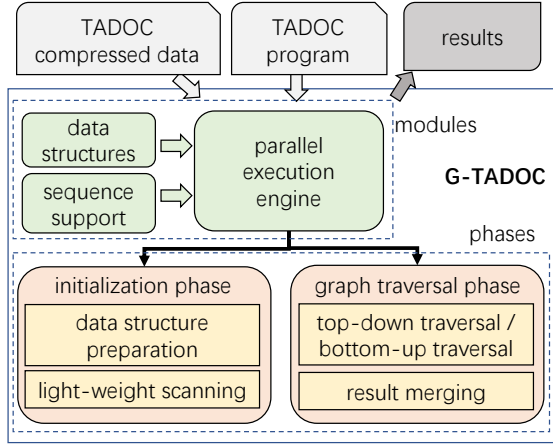 TADOC
compressed data
TADOC
program
results
modules
data
structures
sequence
support
parallel
execution
engine
G-TADOC
phases
initialization phase
data structure
preparation
light-weight scanning
graph traversal phase
top-down traversal /
bottom-up traversal
result merging